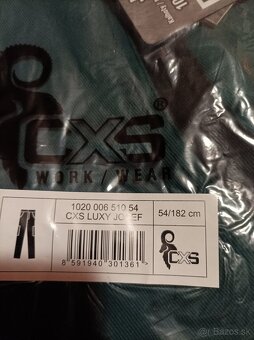 CXS
®
WORK / WEAR
1020 006 510 54
CXS LUXY JOSEF
54/182 cm
8 591940 301361 >
CXS
Bazos.sk